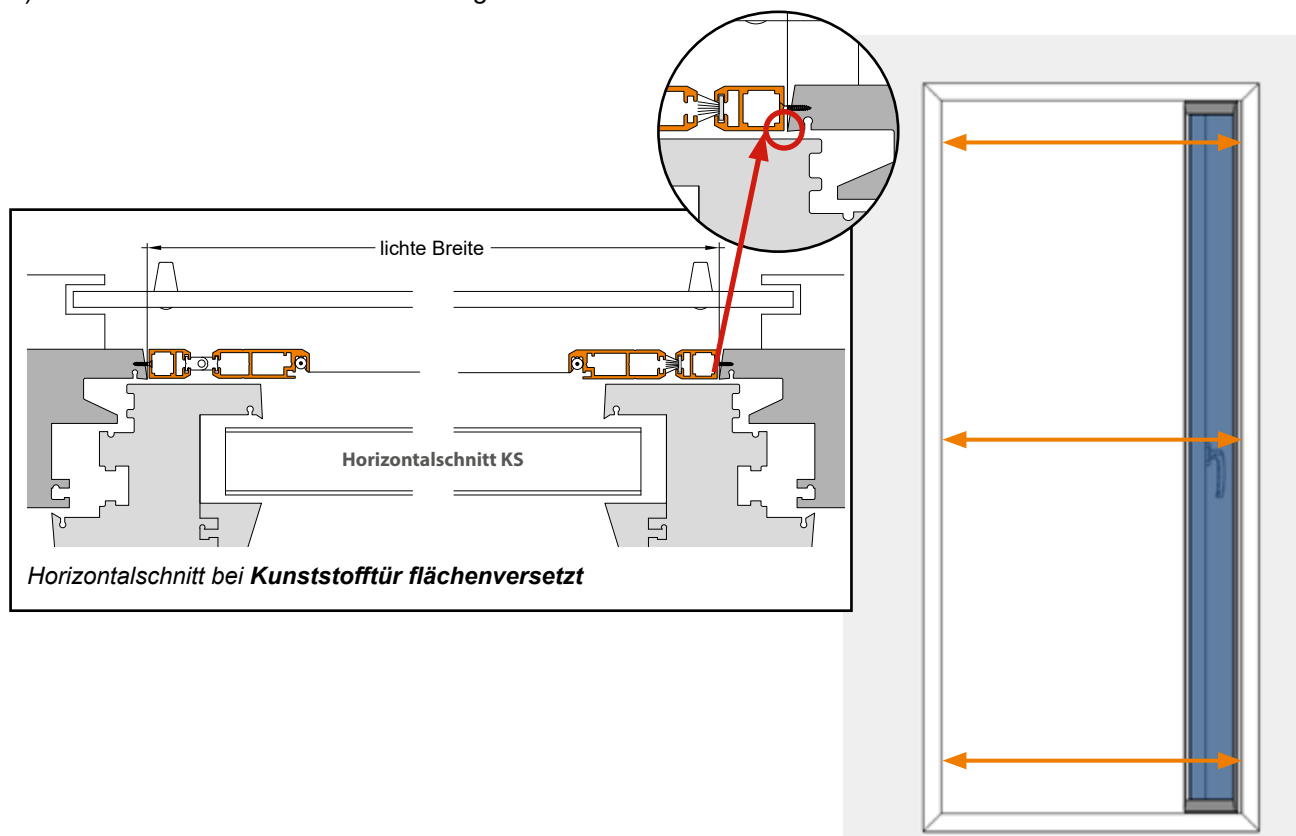 lichte Breite
Horizontalschnitt KS
Horizontalschnitt bei Kunststofftür flächenversetzt